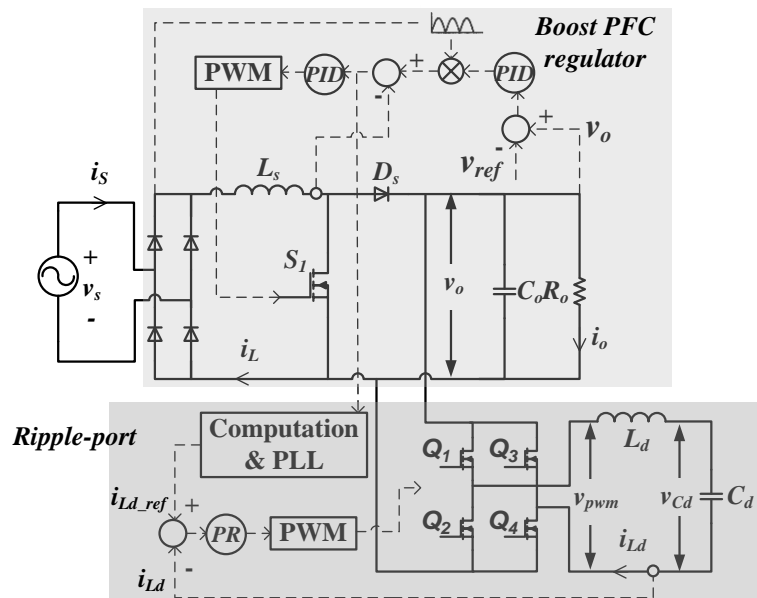 Boost PFC
regulator
PWM
PID
+
-
PID
+
-
v_ref
v_o
i_S
L_s
D_s
+
v_s
-
S_1
v_o
C_o
R_o
i_L
i_o
Ripple-port
Computation
& PLL
Q_1
Q_3
L_d
i_Ld_ref
+
PR
PWM
v_pwm
v_Cd
C_d
Q_2
Q_4
-
i_Ld
i_Ld